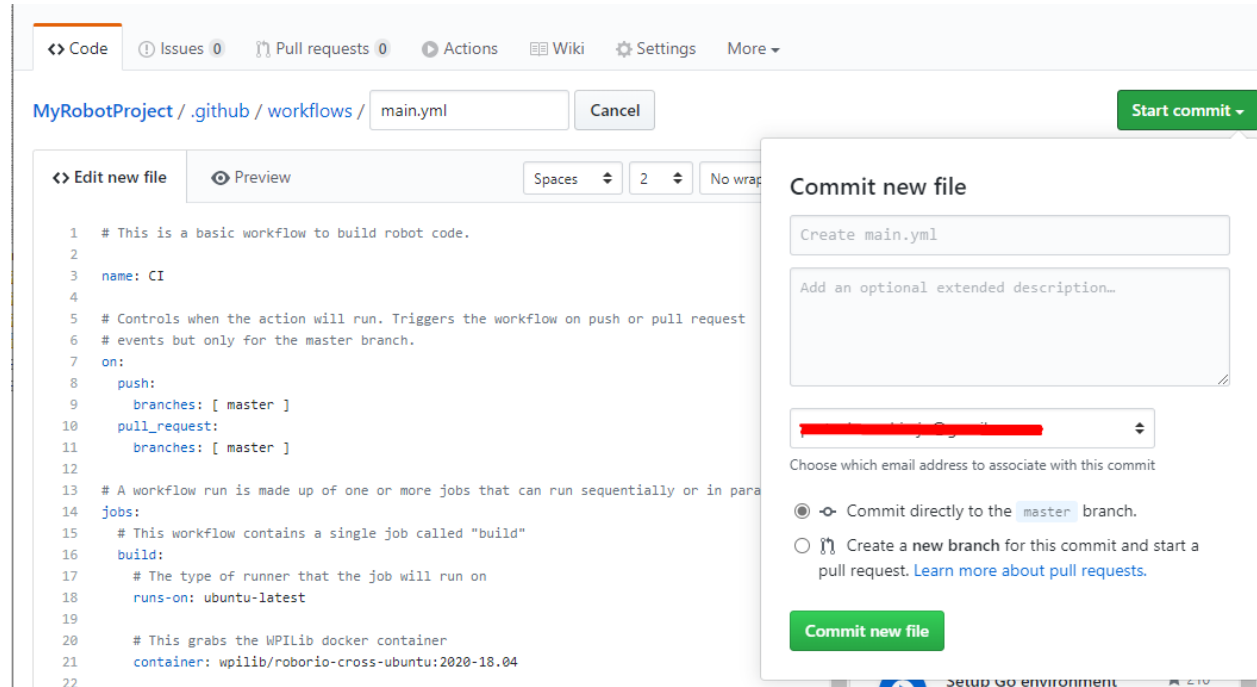 Code Issues 0 Pull requests 0 Actions Wiki Settings More
MyRobotProject / .github / workflows / main.yml Cancel
Start commit
Edit new file Preview
Spaces 2 No wrap
1 # This is a basic workflow to build robot code.
2
3 name: CI
4
5 # Controls when the action will run. Triggers the workflow on push or pull request
6 # events but only for the master branch.
7 on:
8 push:
9 branches: [ master ]
10 pull_request:
11 branches: [ master ]
12
13 # A workflow run is made up of one or more jobs that can run sequentially or in para
14 jobs:
15 # This workflow contains a single job called "build"
16 build:
17 # The type of runner that the job will run on
18 runs-on: ubuntu-latest
19
20 # This grabs the WPILib docker container
21 container: wpilib/roborio-cross-ubuntu:2020-18.04
22
Commit new file
Create main.yml
Add an optional extended description…
Choose which email address to associate with this commit
Commit directly to the master branch.
Create a new branch for this commit and start a
pull request. Learn more about pull requests.
Commit new file
Setup Go environment